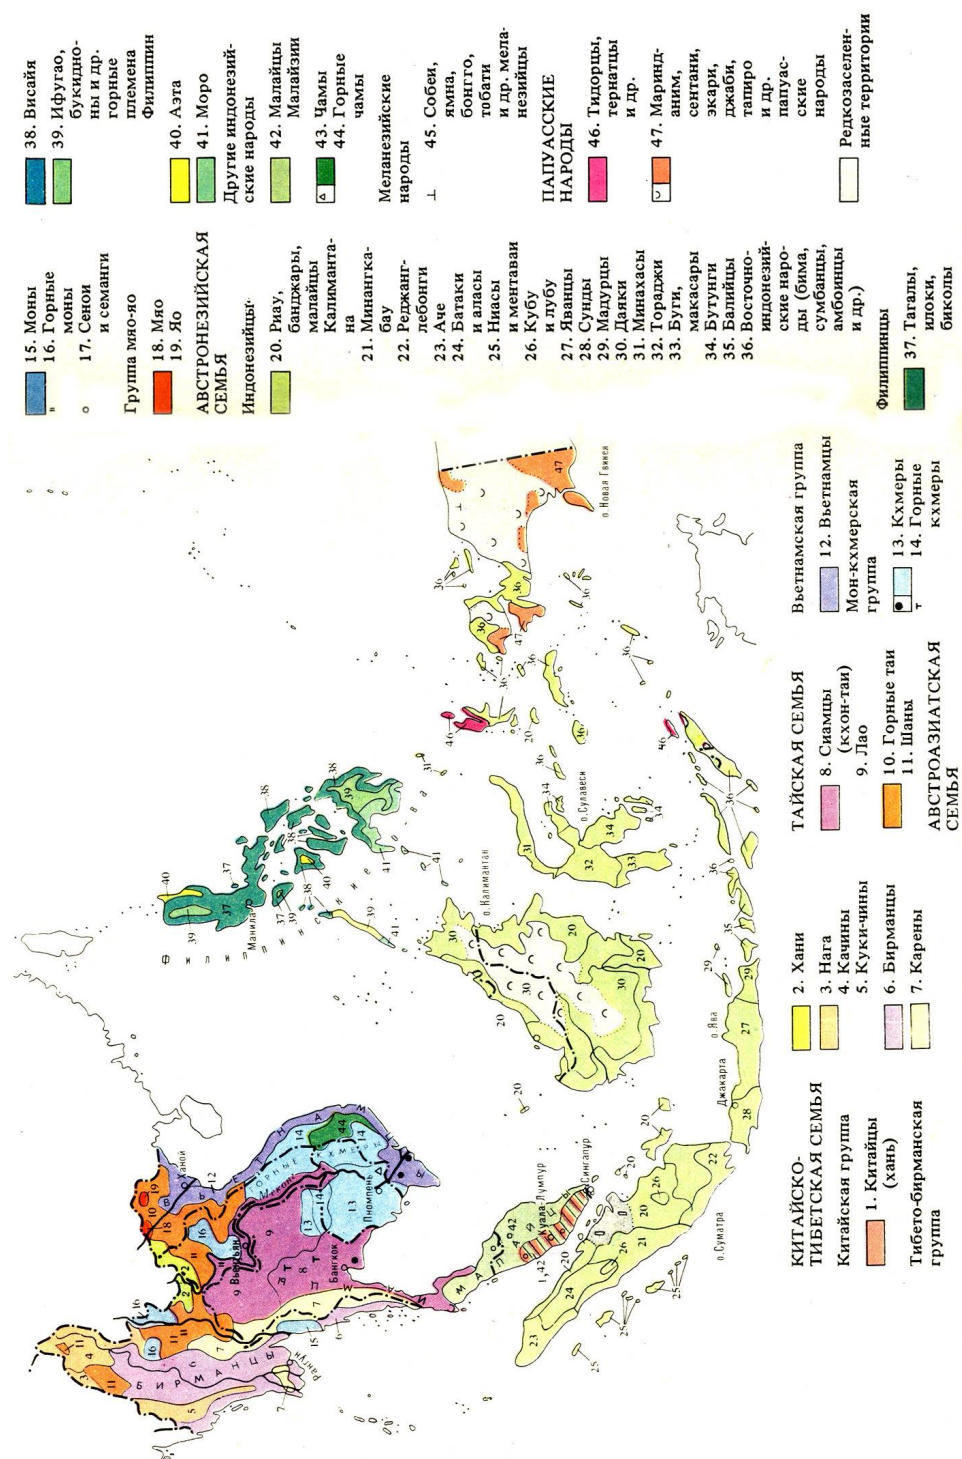 КИТАЙСКО-
ТИБЕТСКАЯ СЕМЬЯ
Китайская группа
1. Китайцы
(хань)
Тибето-бирманская
группа
2. Хани
3. Нага
4. Качины
5. Куки-чины
6. Бирманцы
7. Карены
ТАЙСКАЯ СЕМЬЯ
8. Сиамцы
(кхон-таи)
9. Лао
10. Горные таи
11. Шаны
АВСТРОАЗИАТСКАЯ
СЕМЬЯ
Вьетнамская группа
12. Вьетнамцы
Мон-кхмерская
группа
13. Кхмеры
14. Горные
кхмеры
15. Моны
16. Горные
моны
17. Сенои
и семанги
Группа мяо-яо
18. Мяо
19. Яо
АВСТРОНЕЗИЙСКАЯ
СЕМЬЯ
Индонезийцы
20. Риау,
банджары,
малайцы
Калиманта-
на
21. Минангка-
бау
22. Реджанг-
лебонги
23. Аче
24. Батаки
и аласы
25. Ниасы
и ментаваи
26. Кубу
и лубу
27. Яванцы
28. Сунды
29. Мадурцы
30. Даяки
31. Минахасы
32. Тораджи
33. Буги,
макасары
34. Бутунги
35. Балийцы
36. Восточно-
индонезий-
ские наро-
ды (бима,
сумбанцы,
амбоинцы
и др.)
Филиппинцы
37. Тагалы,
илоки,
биколы
38. Висайя
39. Ифугао,
букидно-
ны и др.
горные
племена
Филиппин
40. Аэта
41. Моро
Другие индонезий-
ские народы
42. Малайцы
Малайзии
43. Чамы
44. Горные
чамы
Меланезийские
народы
45. Собеи,
ямна,
бонгго,
тобати
и др. мела-
незийцы
ПАПУАССКИЕ
НАРОДЫ
46. Тидорцы,
тернатцы
и др.
47. Маринд-
аним,
сентани,
экари,
джаби,
тапиро
и др.
папуас-
ские
народы
Редкозаселен-
ные территории
БИРМАНЦЫ
Рангун
Вьентьян
Ханой
Бангкок
Пномпень
Меконг
ВЬЕТНАМЦЫ
ГОРНЫЕ КХМЕРЫ
МАЛАЙЦЫ
Куала-Лумпур
Сингапур
о.Суматра
Джакарта
о.Ява
о.Калимантан
о.Сулавеси
Манила
Филиппинские
о-ва
о.Новая Гвинея